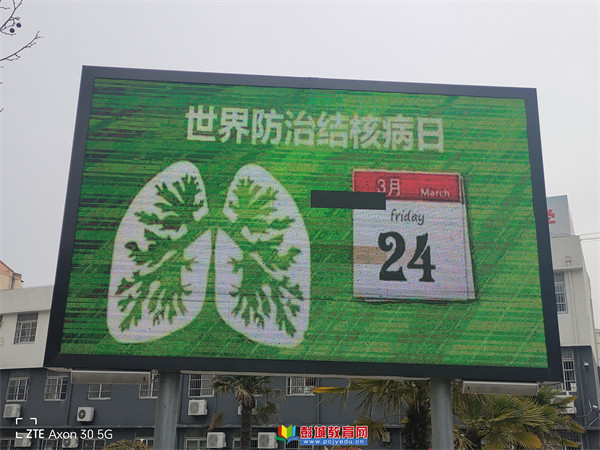 世界防治结核病日
3月 March
friday
24
ZTE Axon 30 5G
彭城教育网
www.pcjyedu.cn